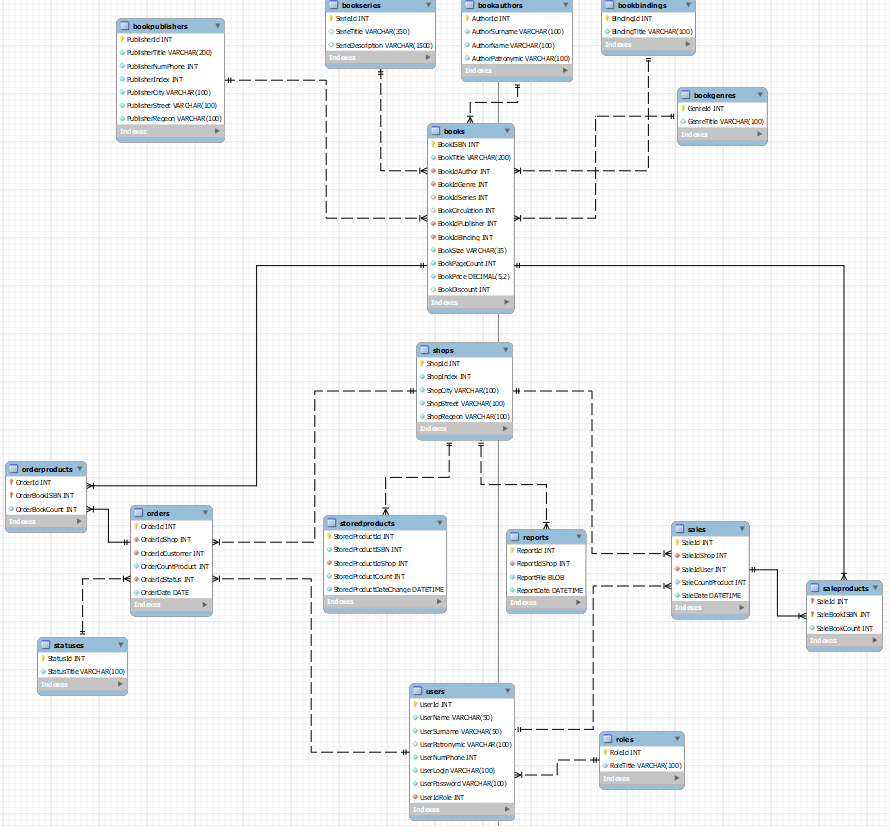 bookseries
SerieId INT
SerieTitle VARCHAR(350)
SerieDescription VARCHAR(1500)
Indexes
bookauthors
AuthorId INT
AuthorSurname VARCHAR(100)
AuthorName VARCHAR(100)
AuthorPatronymic VARCHAR(100)
Indexes
bookbindings
BindingId INT
BindingTitle VARCHAR(100)
Indexes
bookpublishers
PublisherId INT
PublisherTitle VARCHAR(200)
PublisherNumPhone INT
PublisherIndex INT
PublisherCity VARCHAR(100)
PublisherStreet VARCHAR(100)
PublisherRegeon VARCHAR(100)
Indexes
bookgenres
GenreId INT
GenreTitle VARCHAR(100)
Indexes
books
BookISBN INT
BookTitle VARCHAR(200)
BookIdAuthor INT
BookIdGenre INT
BookIdSeries INT
BookCirculation INT
BookIdPublisher INT
BookIdBinding INT
BookSize VARCHAR(35)
BookPageCount INT
BookPrice DECIMAL(5,2)
BookDiscount INT
Indexes
shops
ShopId INT
ShopIndex INT
ShopCity VARCHAR(100)
ShopStreet VARCHAR(100)
ShopRegeon VARCHAR(100)
Indexes
orderproducts
OrderId INT
OrderBookISBN INT
OrderBookCount INT
Indexes
orders
OrderId INT
OrderIdShop INT
OrderIdCustomer INT
OrderCountProduct INT
OrderIdStatus INT
OrderDate DATE
Indexes
storedproducts
StoredProductId INT
StoredProductISBN INT
StoredProductIdShop INT
StoredProductCount INT
StoredProductDateChange DATETIME
Indexes
reports
ReportId INT
ReportIdShop INT
ReportFile BLOB
ReportDate DATETIME
Indexes
sales
SaleId INT
SaleIdShop INT
SaleIdUser INT
SaleCountProduct INT
SaleDate DATETIME
Indexes
saleproducts
SaleId INT
SaleBookISBN INT
SaleBookCount INT
Indexes
statuses
StatusId INT
StatusTitle VARCHAR(100)
Indexes
users
UserId INT
UserName VARCHAR(50)
UserSurname VARCHAR(50)
UserPatronymic VARCHAR(100)
UserNumPhone INT
UserLogin VARCHAR(100)
UserPassword VARCHAR(100)
UserIdRole INT
Indexes
roles
RoleId INT
RoleTitle VARCHAR(100)
Indexes